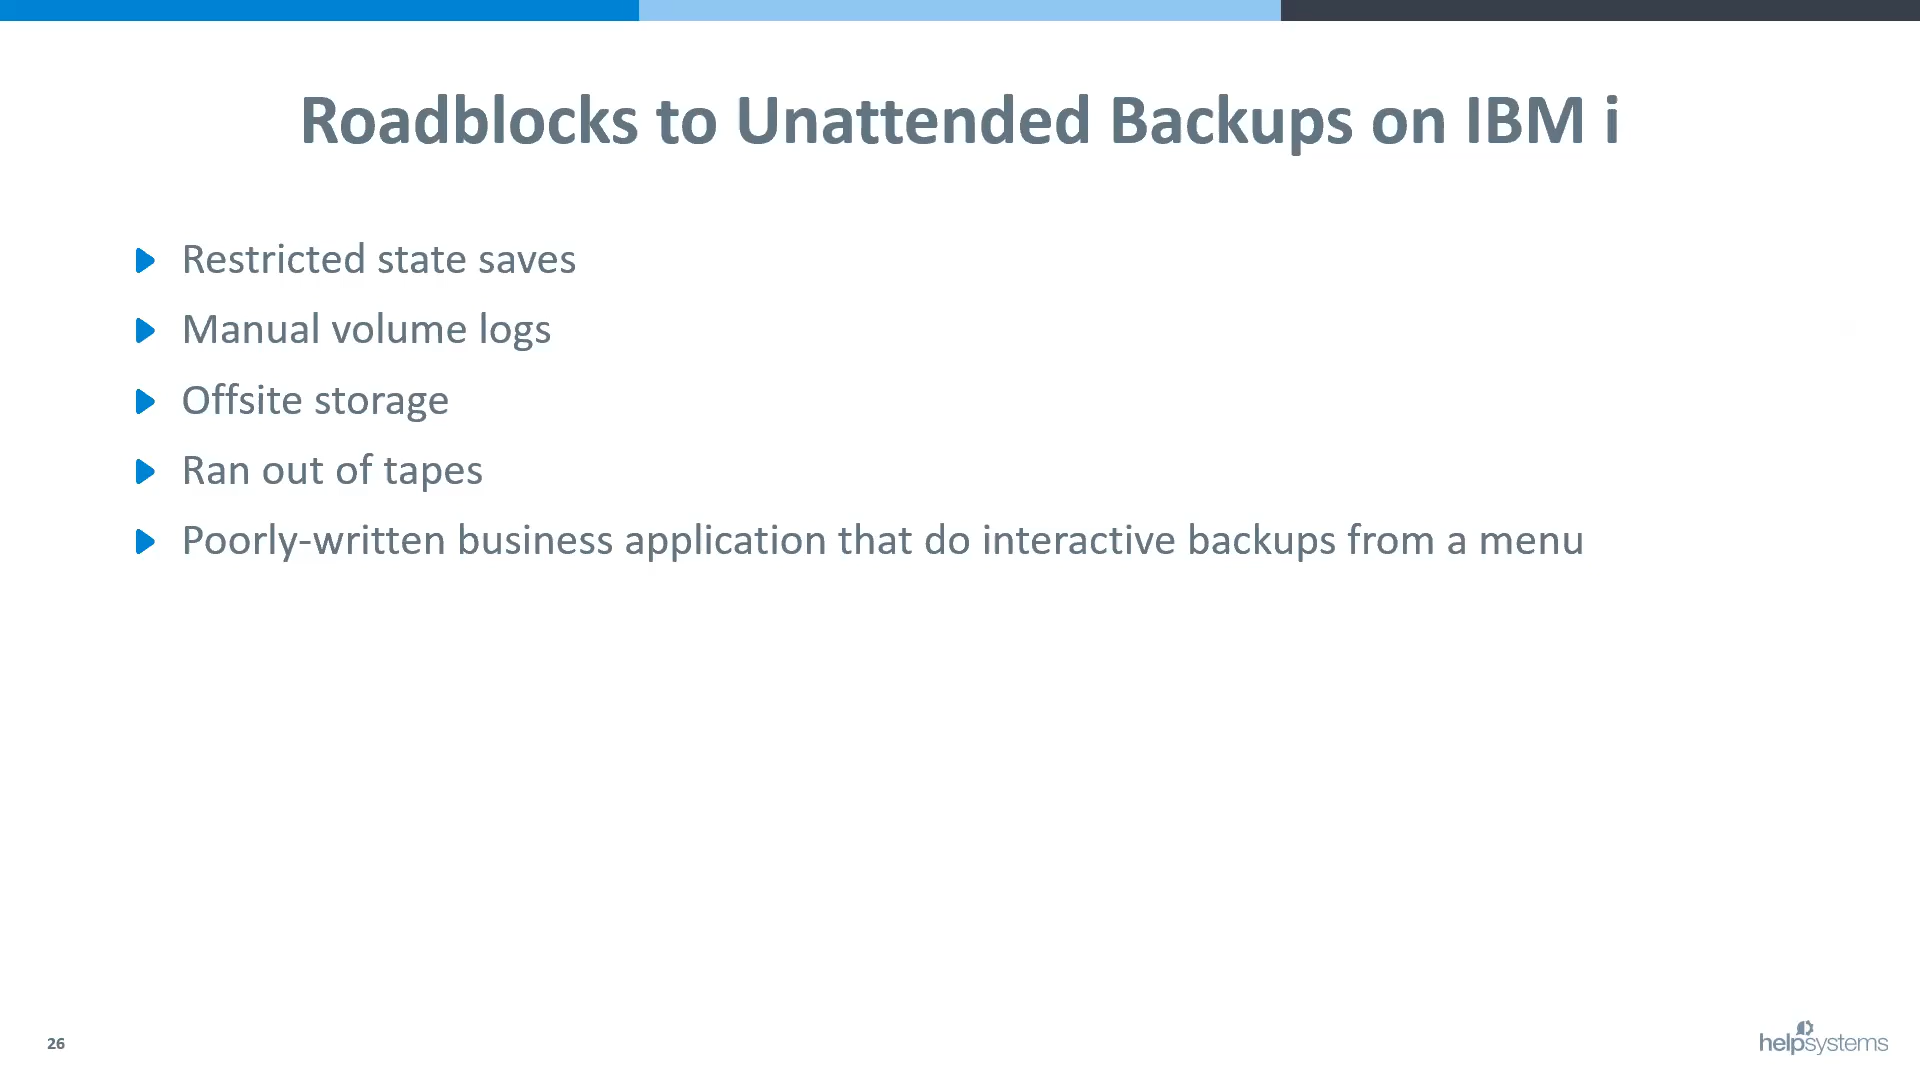 Roadblocks to Unattended Backups on IBM i
Restricted state saves
Manual volume logs
Offsite storage
Ran out of tapes
Poorly-written business application that do interactive backups from a menu
26
helpsystems